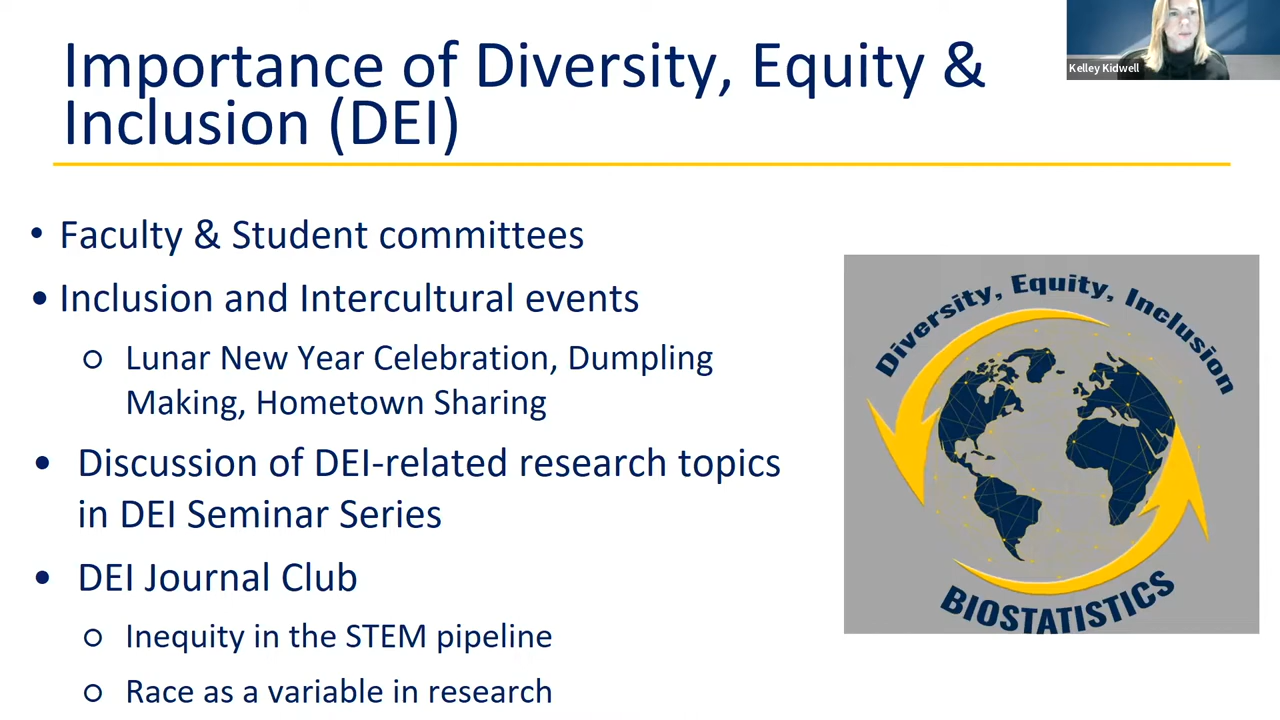 Importance of Diversity, Equity &
Inclusion (DEI)
Kelley Kidwell
• Faculty & Student committees
• Inclusion and Intercultural events
○ Lunar New Year Celebration, Dumpling
Making, Hometown Sharing
• Discussion of DEI-related research topics
in DEI Seminar Series
• DEI Journal Club
○ Inequity in the STEM pipeline
○ Race as a variable in research
Diversity, Equity, Inclusion
BIOSTATISTICS